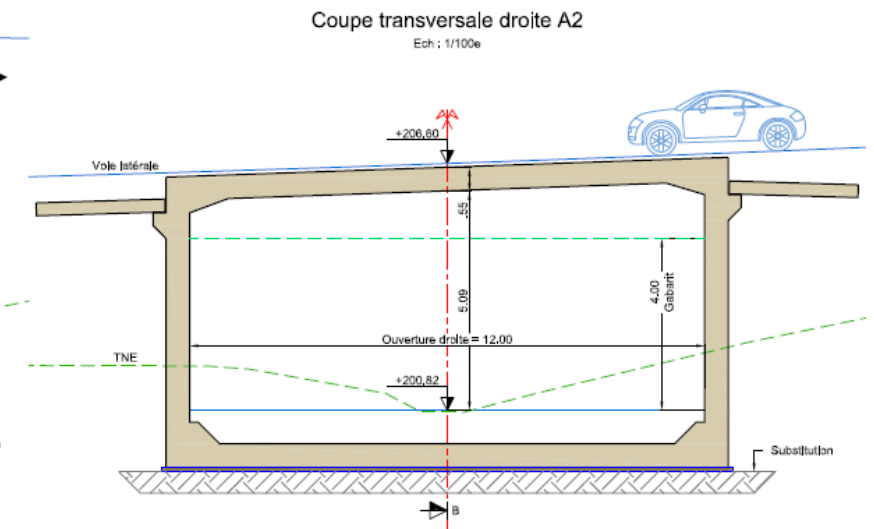 Coupe transversale droite A2
Ech : 1/100e
+206,60
Voie latérale
.55
5.09
4.00
Gabarit
Ouverture droite = 12.00
TNE
+200,82
Substitution
B